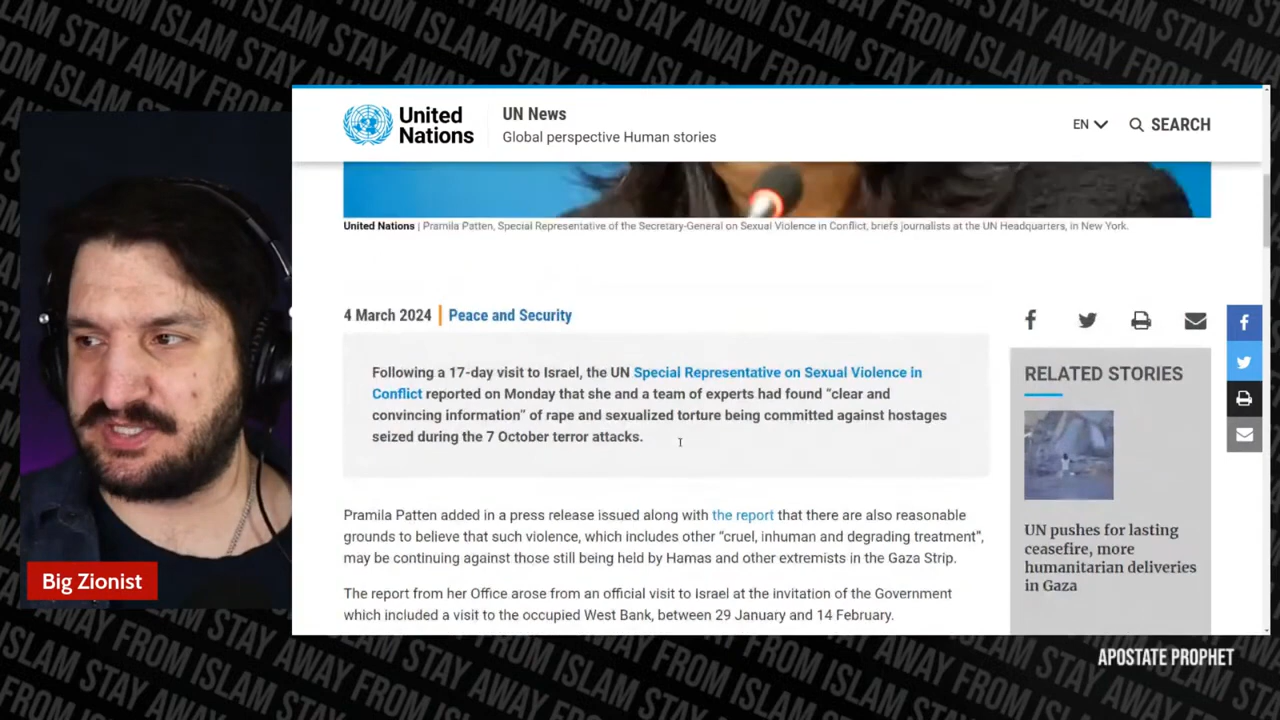 STAY AWAY FROM ISLAM STAY AWAY FROM ISLAM STAY AWAY FROM ISLAM
United
Nations
UN News
Global perspective Human stories
EN
SEARCH
United Nations | Pramila Patten, Special Representative of the Secretary-General on Sexual Violence in Conflict, briefs journalists at the UN Headquarters, in New York.
4 March 2024 | Peace and Security
Following a 17-day visit to Israel, the UN Special Representative on Sexual Violence in
Conflict reported on Monday that she and a team of experts had found “clear and
convincing information” of rape and sexualized torture being committed against hostages
seized during the 7 October terror attacks.
Pramila Patten added in a press release issued along with the report that there are also reasonable
grounds to believe that such violence, which includes other “cruel, inhuman and degrading treatment”,
may be continuing against those still being held by Hamas and other extremists in the Gaza Strip.
The report from her Office arose from an official visit to Israel at the invitation of the Government
which included a visit to the occupied West Bank, between 29 January and 14 February.
RELATED STORIES
UN pushes for lasting
ceasefire, more
humanitarian deliveries
in Gaza
Big Zionist
APOSTATE PROPHET